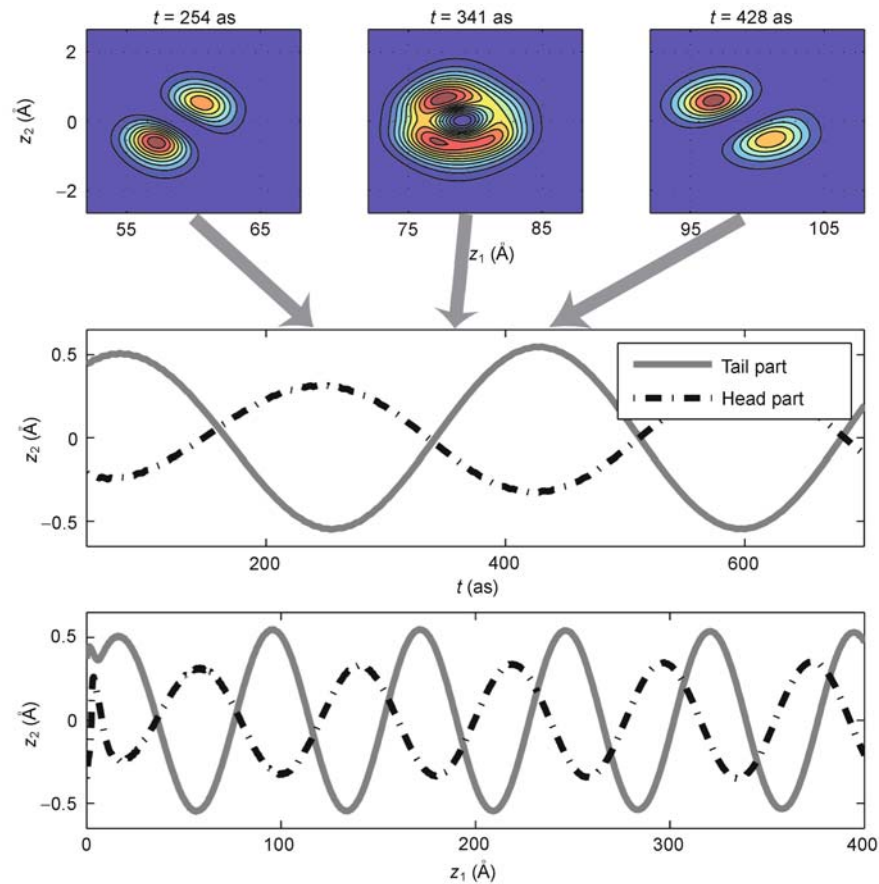 t = 254 as
t = 341 as
t = 428 as
z2 (Å)
2
0
−2
55
65
75
85
95
105
z1 (Å)
z2 (Å)
0.5
0
−0.5
Tail part
Head part
200
400
600
t (as)
z2 (Å)
0.5
0
−0.5
0
100
200
300
400
z1 (Å)